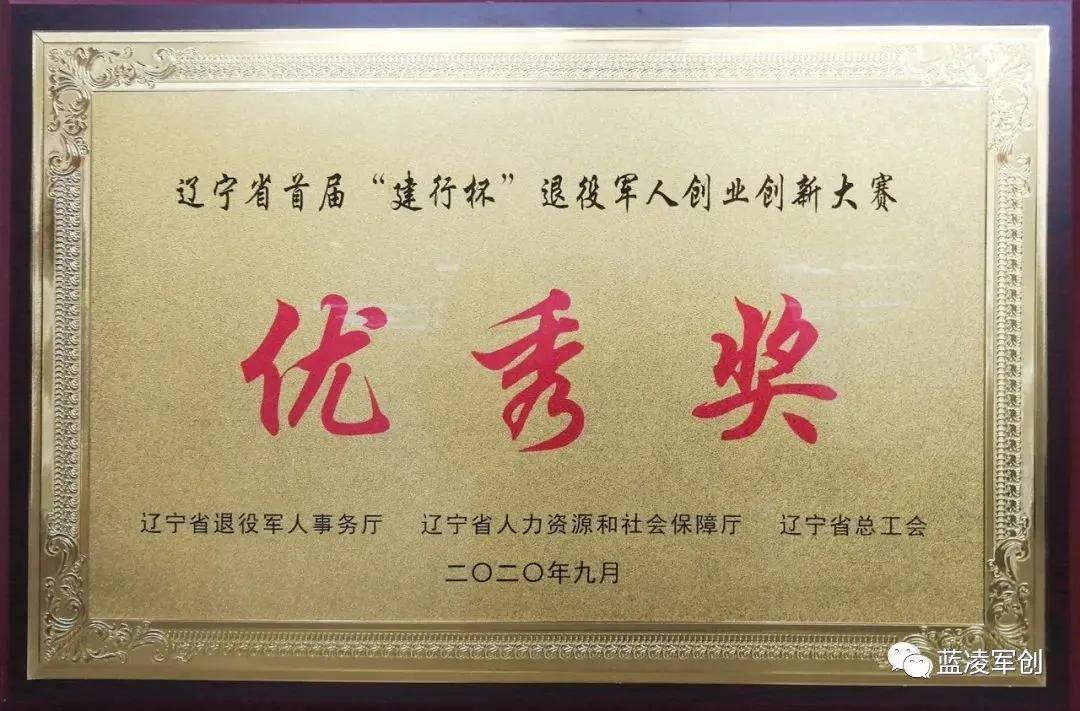 辽宁省首届“建行杯”退役军人创业创新大赛
优秀奖
辽宁省退役军人事务厅 辽宁省人力资源和社会保障厅 辽宁省总工会
二〇二〇年九月
蓝凌军创